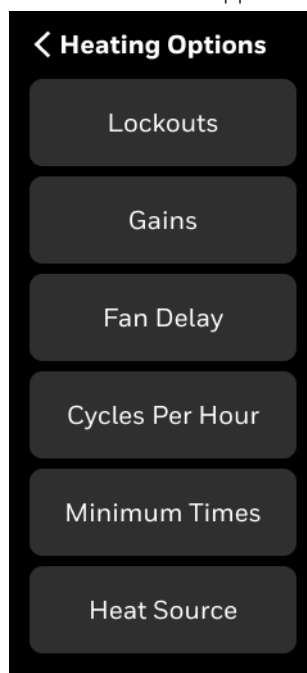 Heating Options
Lockouts
Gains
Fan Delay
Cycles Per Hour
Minimum Times
Heat Source